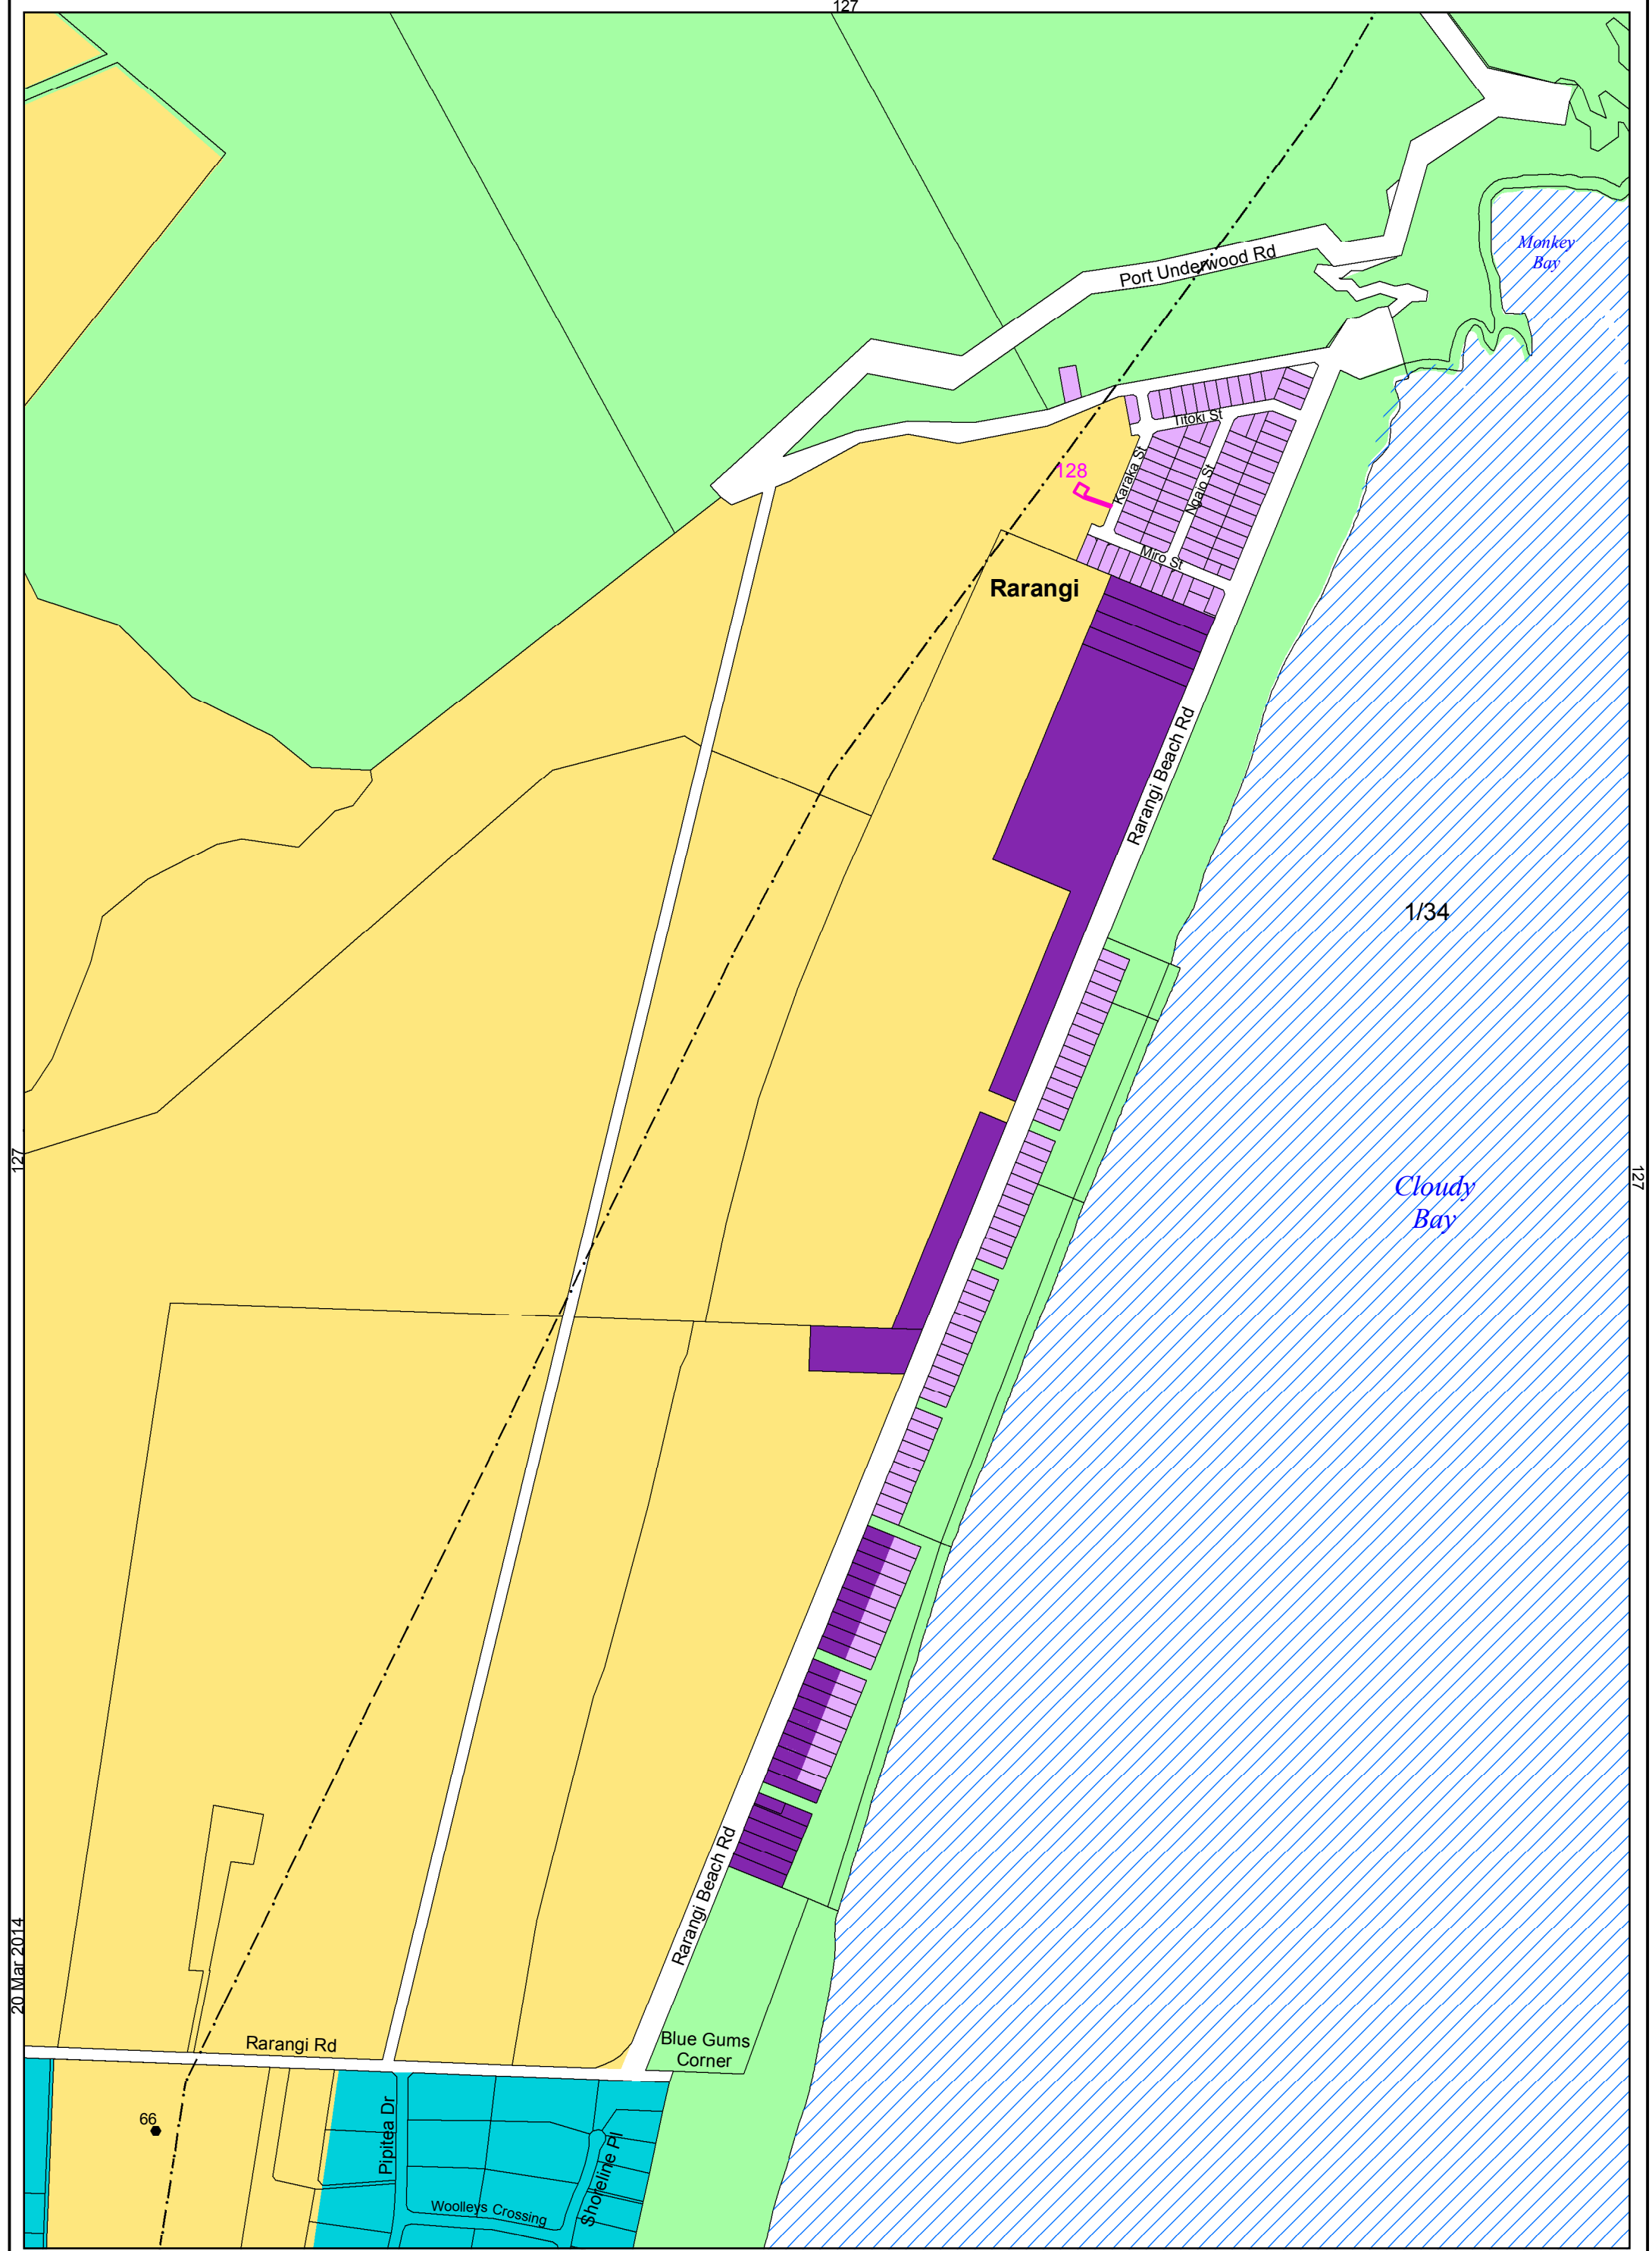 127
Monkey
Bay
Port Underwood Rd
Titoki St
128
Karaka St
Ngaio St
Miro St
Rarangi
Rarangi Beach Rd
1/34
127
127
Cloudy
Bay
Rarangi Beach Rd
20 Mar 2014
Rarangi Rd
Blue Gums
Corner
66
Pipitea Dr
Shoreline Pl
Woolleys Crossing